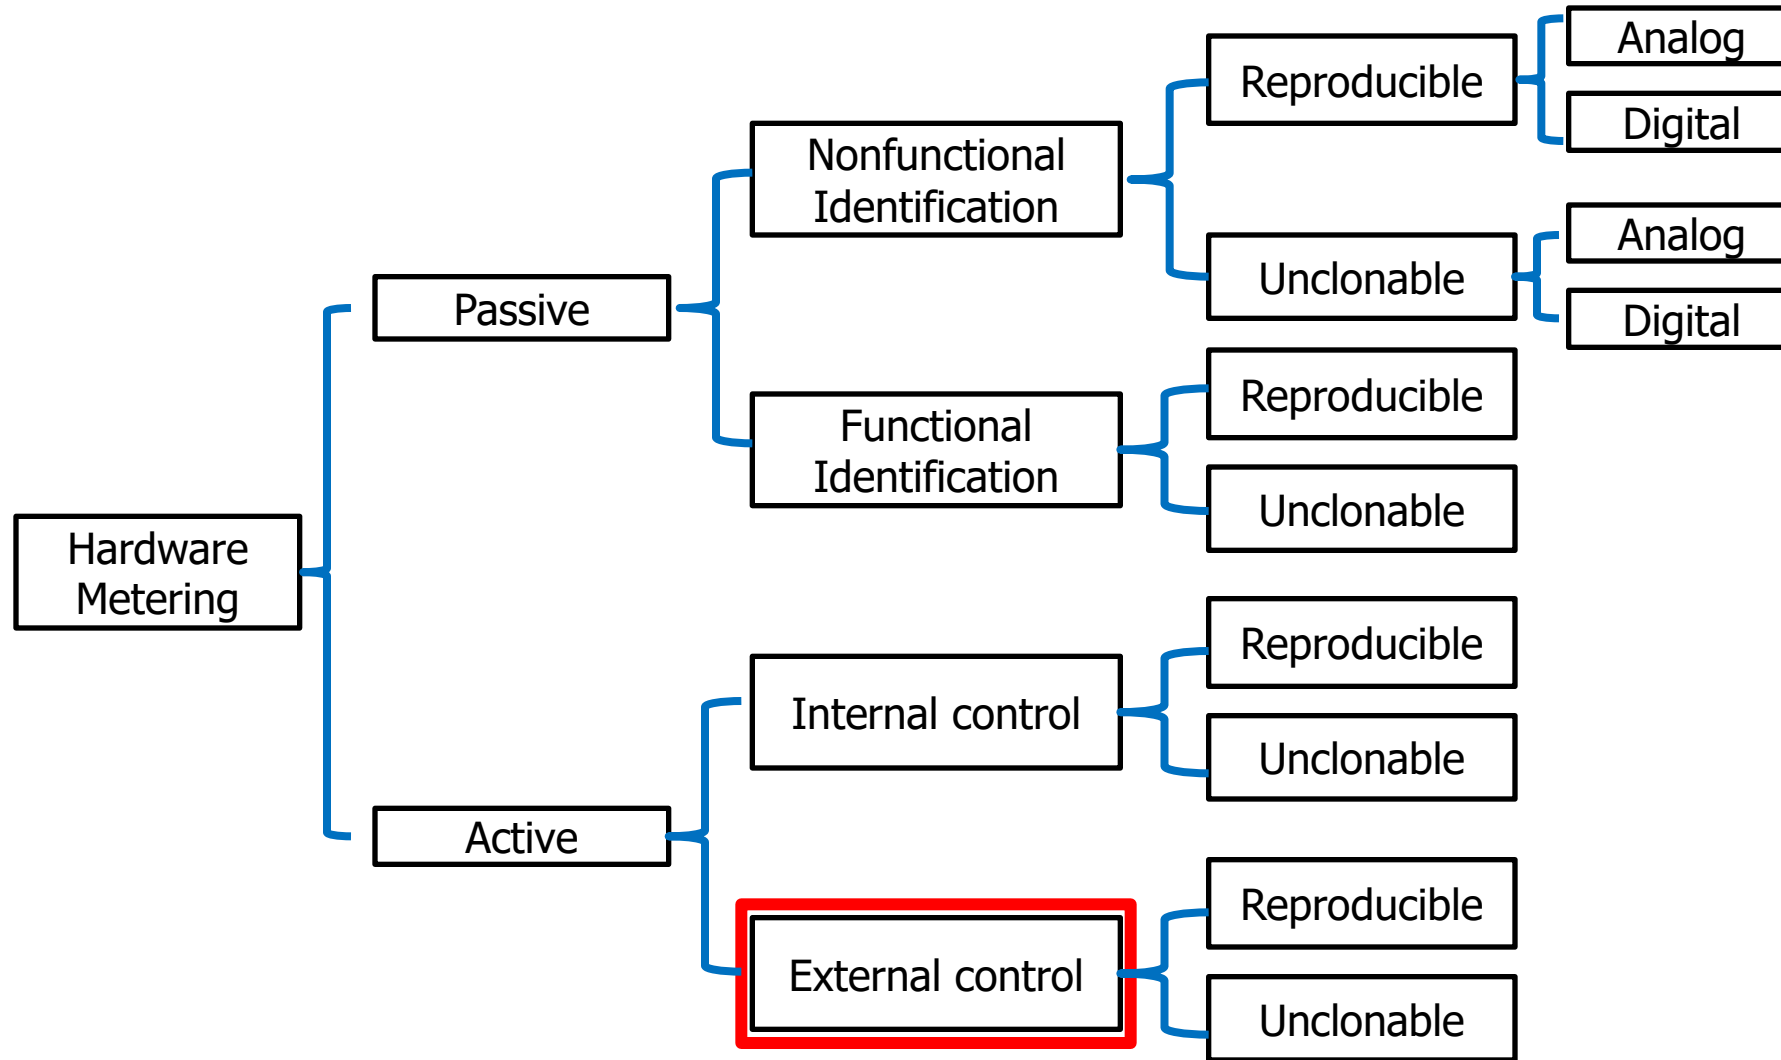 Hardware
Metering
Passive
Nonfunctional
Identification
Reproducible
Analog
Digital
Unclonable
Analog
Digital
Functional
Identification
Reproducible
Unclonable
Active
Internal control
Reproducible
Unclonable
External control
Reproducible
Unclonable